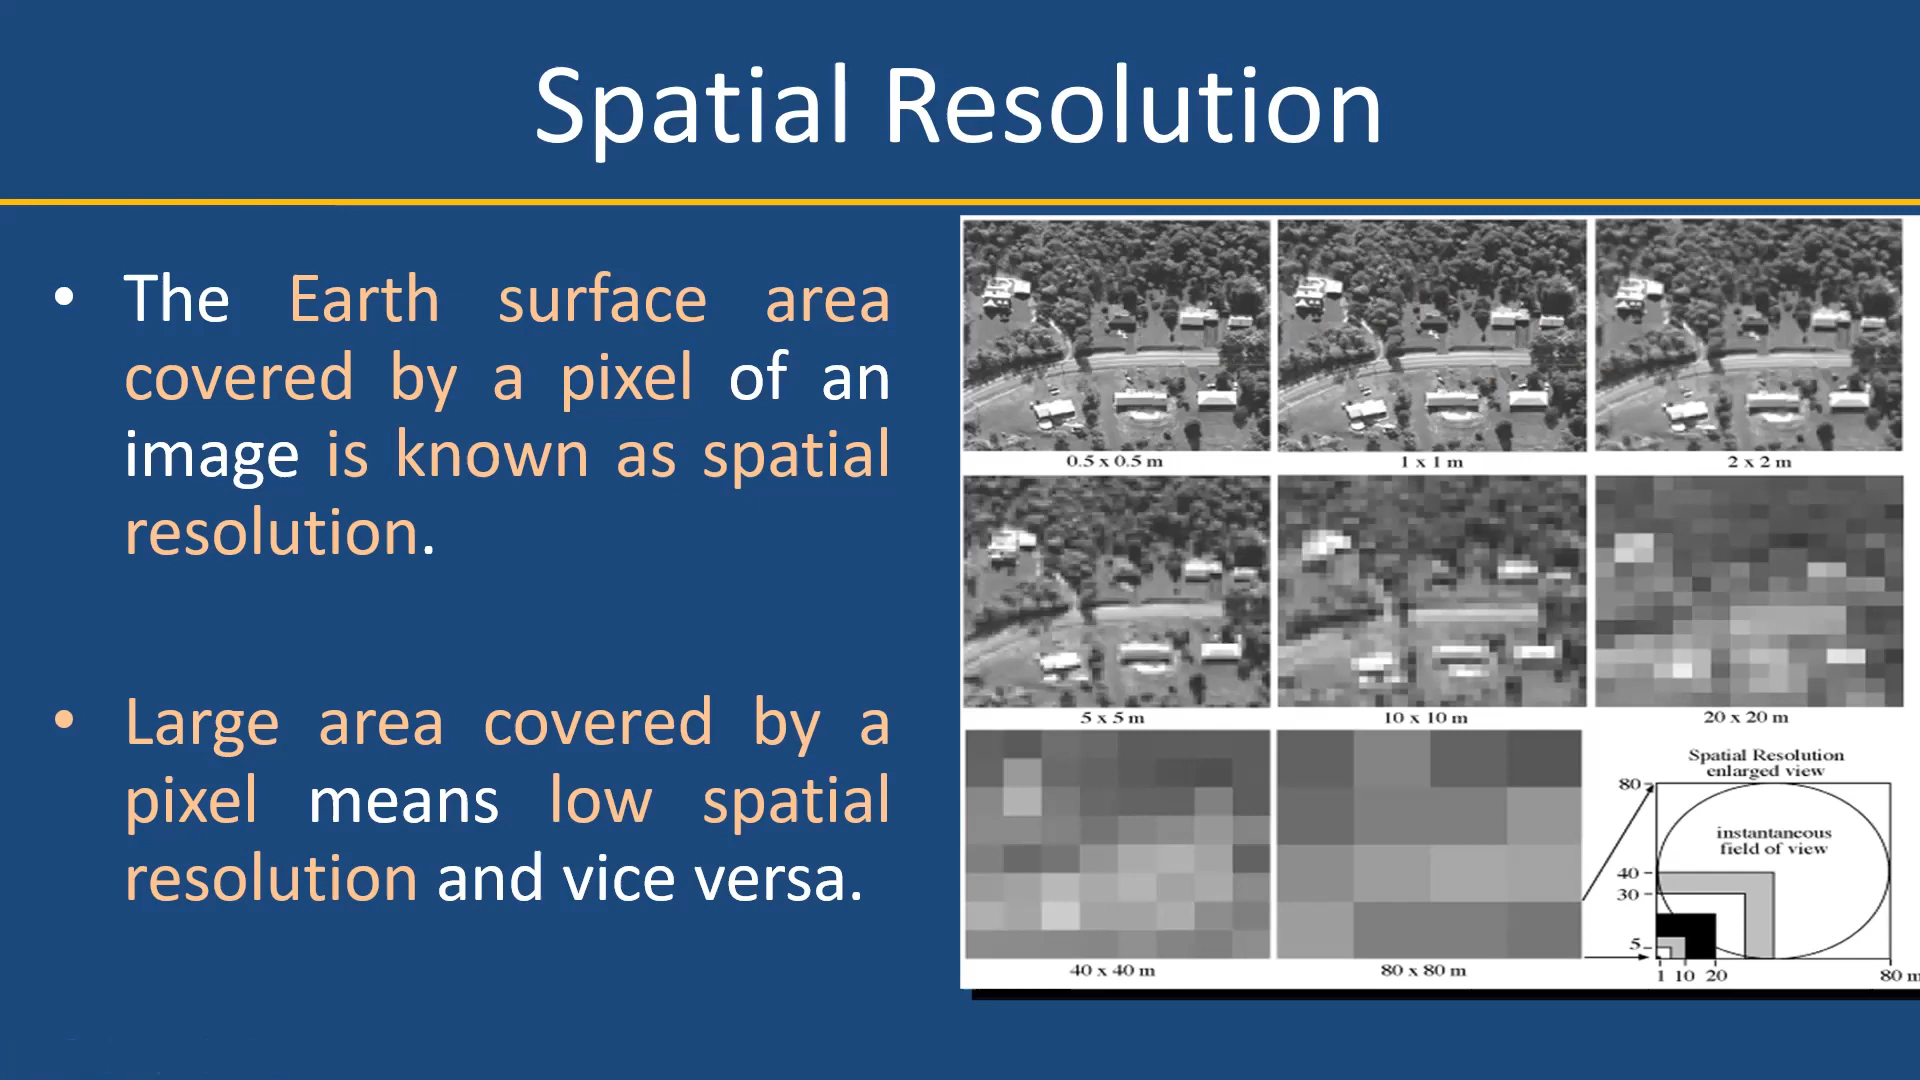 Spatial Resolution
• The Earth surface area
covered by a pixel of an
image is known as spatial
resolution.
• Large area covered by a
pixel means low spatial
resolution and vice versa.
0.5 x 0.5 m
1 x 1 m
2 x 2 m
5 x 5 m
10 x 10 m
20 x 20 m
40 x 40 m
80 x 80 m
Spatial Resolution
enlarged view
80
instantaneous
field of view
40
30
5
1 10 20
80 m